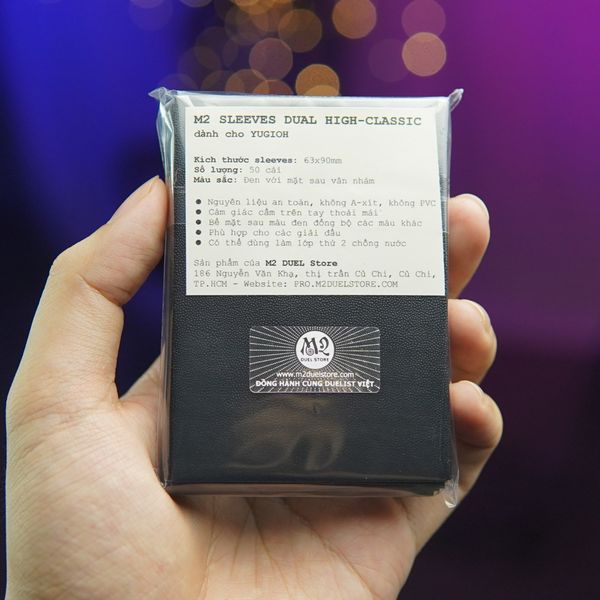 M2 SLEEVES DUAL HIGH-CLASSIC
dành cho YUGIOH
Kích thước sleeves: 63x90mm
Số lượng: 50 cái
Màu sắc: Đen với mặt sau vân nhám
● Nguyên liệu an toàn, không A-xit, không PVC
● Cảm giác cầm trên tay thoải mái
● Bề mặt sau màu đen đồng bộ các màu khác
● Phù hợp cho các giải đấu
● Có thể dùng làm lớp thứ 2 chống nước
Sản phẩm của M2 DUEL Store
186 Nguyễn Văn Khạ, thị trấn Củ Chi, Củ Chi,
TP.HCM - Website: PRO.M2DUELSTORE.COM
M2
DUEL STORE
www.m2duelstore.com
ĐỒNG HÀNH CÙNG DUELIST VIỆT